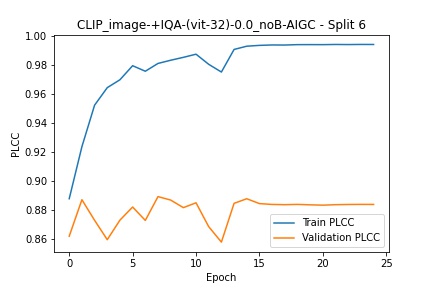 CLIP_image-+IQA-(vit-32)-0.0_noB-AIGC - Split 6
1.00
0.98
0.96
0.94
0.92
0.90
0.88
0.86
PLCC
Train PLCC
Validation PLCC
0
5
10
15
20
25
Epoch